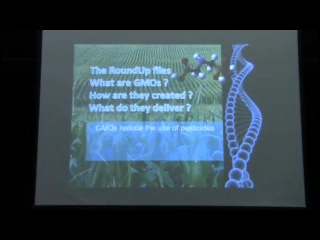 The RoundUp files
What are GMOs ?
How are they created ?
What do they deliver ?
GMOs reduce the use of pesticides